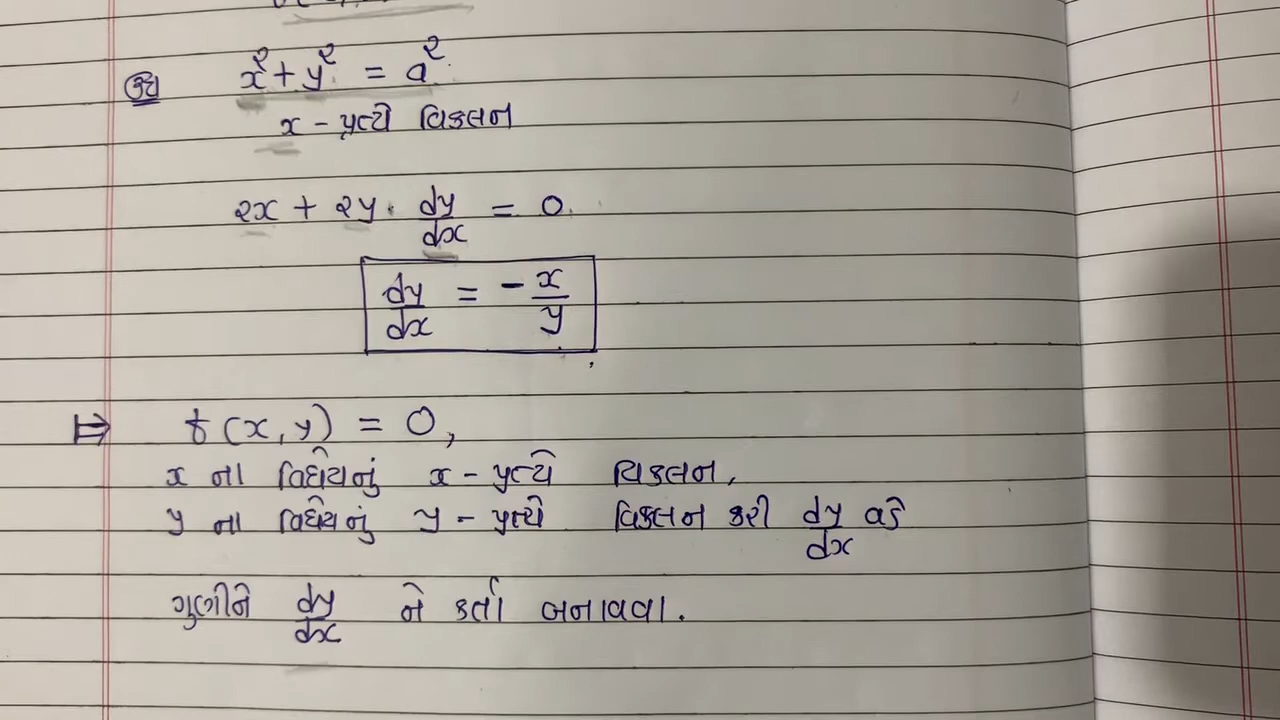 x² + y² = a²
x - પ્રત્યે વિકલન
2x + 2y · dy/dx = 0
dy/dx = - x/y
⇒ f(x, y) = 0,
x ના વિધેયનું x - પ્રત્યે વિકલન,
y ના વિધેયનું y - પ્રત્યે વિકલન કરી dy/dx વડે
ગુણીને dy/dx ને કર્તા બનાવવા.